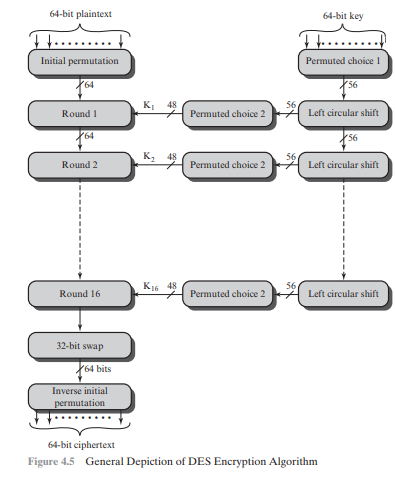 64-bit plaintext
64-bit key
Initial permutation
Permuted choice 1
64
56
Round 1
K1
48
Permuted choice 2
56
Left circular shift
64
56
Round 2
K2
48
Permuted choice 2
56
Left circular shift
Round 16
K16
48
Permuted choice 2
56
Left circular shift
32-bit swap
64 bits
Inverse initial
permutation
64-bit ciphertext
Figure 4.5 General Depiction of DES Encryption Algorithm